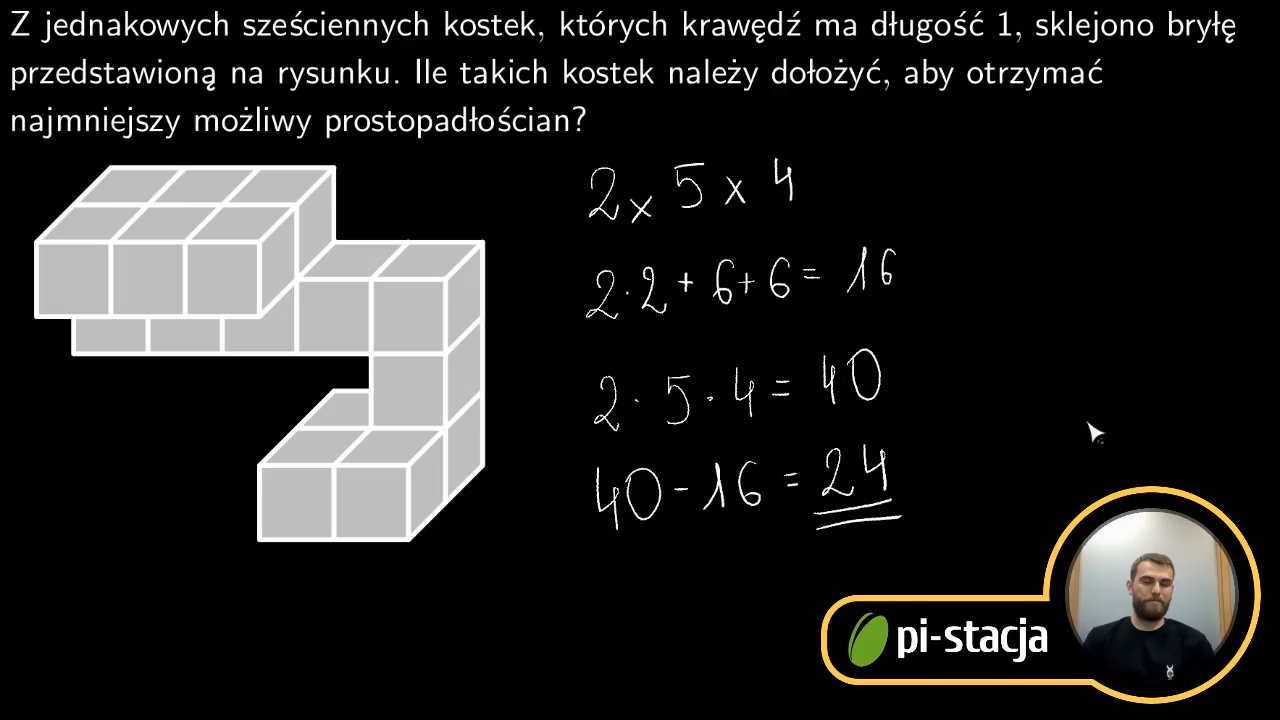 Z jednakowych sześciennych kostek, których krawędź ma długość 1, sklejono bryłę
przedstawioną na rysunku. Ile takich kostek należy dołożyć, aby otrzymać
najmniejszy możliwy prostopadłościan?
2 x 5 x 4
2·2 + 6 + 6 = 16
2 · 5 · 4 = 40
40 - 16 = 24
pi-stacja